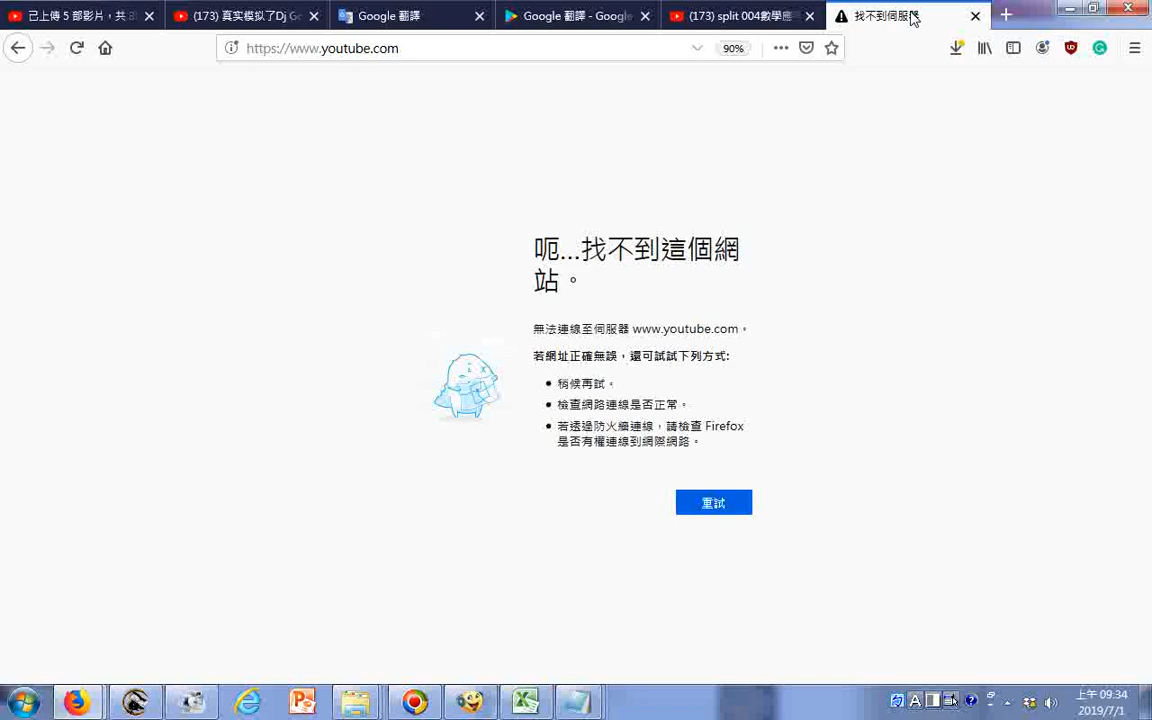 已上傳 5 部影片，共 8
(173) 真实模拟了Dj G
Google 翻譯
Google 翻譯 - Google
(173) split 004數學應
找不到伺服器
https://www.youtube.com
90%
呃...找不到這個網
站。
無法連線至伺服器 www.youtube.com。
若網址正確無誤，還可試試下列方式:
稍候再試。
檢查網路連線是否正常。
若透過防火牆連線，請檢查 Firefox
是否有權連線到網際網路。
重試
上午 09:34
2019/7/1